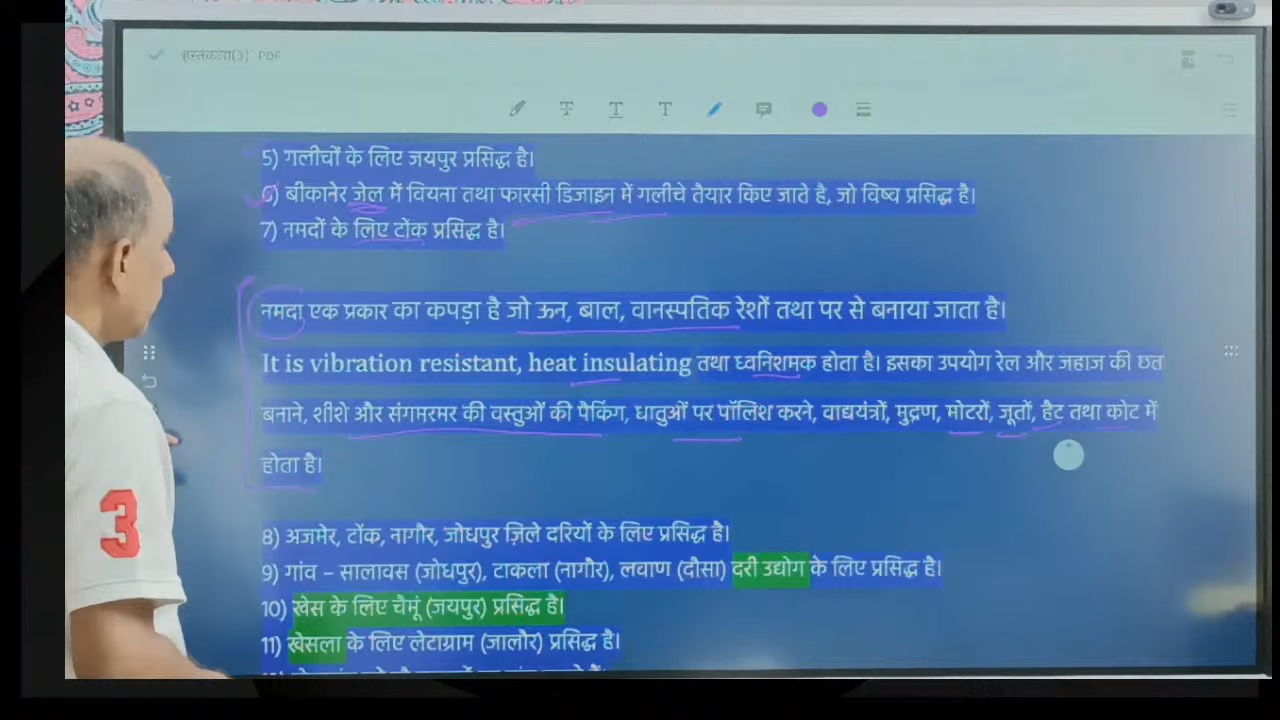 हस्तकला(3) PDF
5) गलीचों के लिए जयपुर प्रसिद्ध है।
6) बीकानेर जेल में वियना तथा फारसी डिजाइन में गलीचे तैयार किए जाते है, जो विष्व प्रसिद्ध है।
7) नमदों के लिए टोंक प्रसिद्ध है।
नमदा एक प्रकार का कपड़ा है जो ऊन, बाल, वानस्पतिक रेशों तथा पर से बनाया जाता है।
It is vibration resistant, heat insulating तथा ध्वनिशमक होता है। इसका उपयोग रेल और जहाज की छत
बनाने, शीशे और संगमरमर की वस्तुओं की पैकिंग, धातुओं पर पॉलिश करने, वाद्ययंत्रों, मुद्रण, मोटरों, जूतों, हैट तथा कोट में
होता है।
8) अजमेर, टोंक, नागौर, जोधपुर ज़िले दरियों के लिए प्रसिद्ध है।
9) गांव – सालावस (जोधपुर), टाकला (नागौर), लवाण (दौसा) दरी उद्योग के लिए प्रसिद्ध है।
10) खेस के लिए चैमूं (जयपुर) प्रसिद्ध है।
11) खेसला के लिए लेटाग्राम (जालौर) प्रसिद्ध है।
3